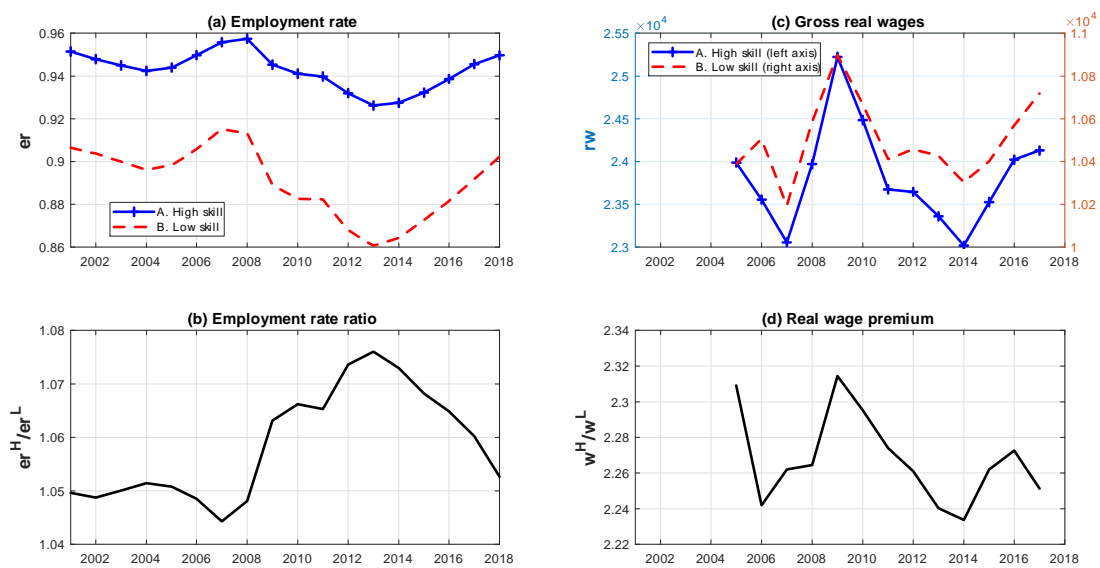 (a) Employment rate
0.96
0.94
0.92
0.9
0.88
0.86
er
A. High skill
B. Low skill
2002 2004 2006 2008 2010 2012 2014 2016 2018
(c) Gross real wages
×10⁴
2.55
2.5
2.45
2.4
2.35
2.3
rw
A. High skill (left axis)
B. Low skill (right axis)
×10⁴
1.1
1.08
1.06
1.04
1.02
1
2002 2004 2006 2008 2010 2012 2014 2016 2018
(b) Employment rate ratio
1.08
1.07
1.06
1.05
1.04
er^H/er^L
2002 2004 2006 2008 2010 2012 2014 2016 2018
(d) Real wage premium
2.34
2.32
2.3
2.28
2.26
2.24
2.22
w^H/w^L
2002 2004 2006 2008 2010 2012 2014 2016 2018